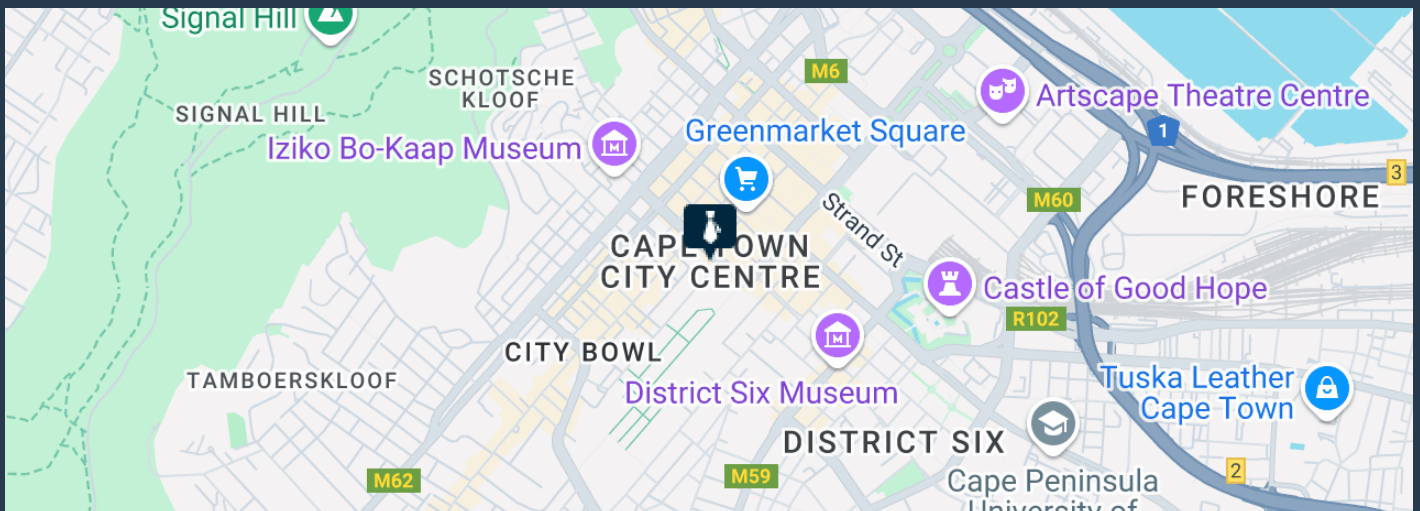 Signal Hill
SCHOTSCHE
KLOOF
M6
Artscape Theatre Centre
SIGNAL HILL
Iziko Bo-Kaap Museum
Greenmarket Square
1
3
M60
FORESHORE
Strand St
CAPE TOWN
CITY CENTRE
Castle of Good Hope
R102
CITY BOWL
TAMBOERSKLOOF
District Six Museum
Tuska Leather
Cape Town
DISTRICT SIX
M62
M59
2
Cape Peninsula
University of